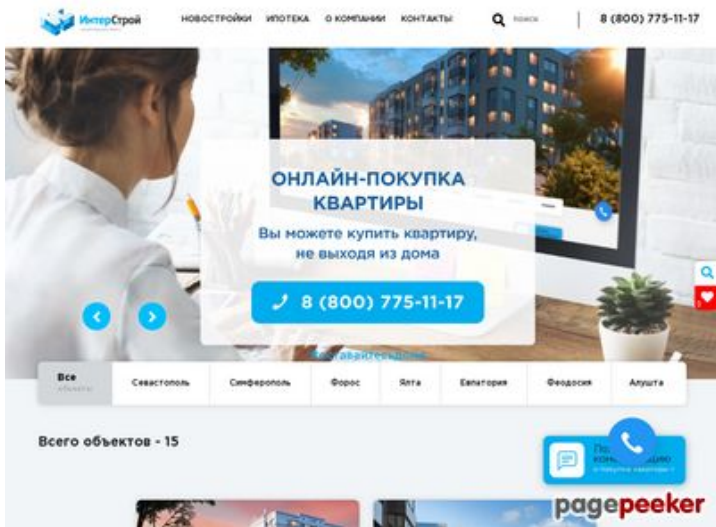 ИнтерСтрой
НОВОСТРОЙКИ ИПОТЕКА О КОМПАНИИ КОНТАКТЫ
поиск
8 (800) 775-11-17
ОНЛАЙН-ПОКУПКА
КВАРТИРЫ
Вы можете купить квартиру,
не выходя из дома
8 (800) 775-11-17
Все
объекты
Севастополь
Симферополь
Форос
Ялта
Евпатория
Феодосия
Алушта
Всего объектов - 15
pagepeeker